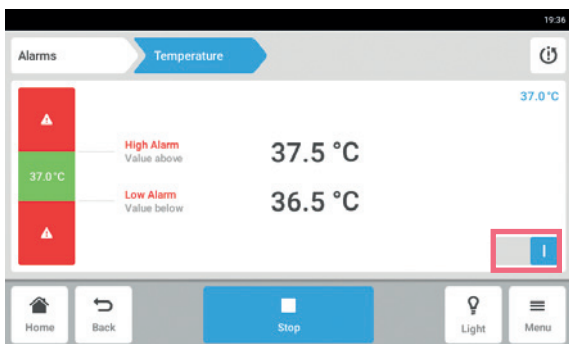 19:36
Alarms
Temperature
37.0°C
High Alarm
Value above
37.5 °C
37.0°C
Low Alarm
Value below
36.5 °C
I
Home
Back
Stop
Light
Menu